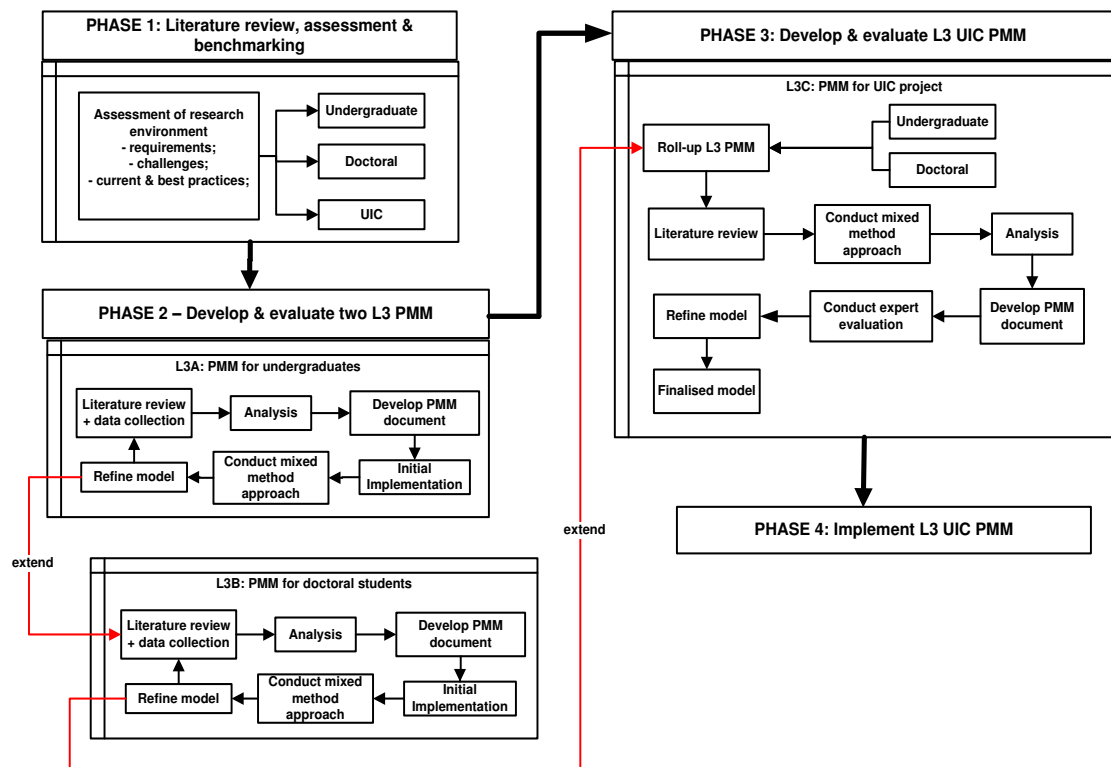 PHASE 1: Literature review, assessment &
benchmarking
Assessment of research
environment
- requirements;
- challenges;
- current & best practices;
Undergraduate
Doctoral
UIC
PHASE 2 – Develop & evaluate two L3 PMM
L3A: PMM for undergraduates
Literature review
+ data collection
Analysis
Develop PMM
document
Refine model
Conduct mixed
method
approach
Initial
Implementation
extend
L3B: PMM for doctoral students
Literature review
+ data collection
Analysis
Develop PMM
document
Refine model
Conduct mixed
method
approach
Initial
Implementation
PHASE 3: Develop & evaluate L3 UIC PMM
L3C: PMM for UIC project
Undergraduate
Roll-up L3 PMM
Doctoral
Literature review
Conduct mixed
method
approach
Analysis
Refine model
Conduct expert
evaluation
Develop PMM
document
Finalised model
extend
PHASE 4: Implement L3 UIC PMM